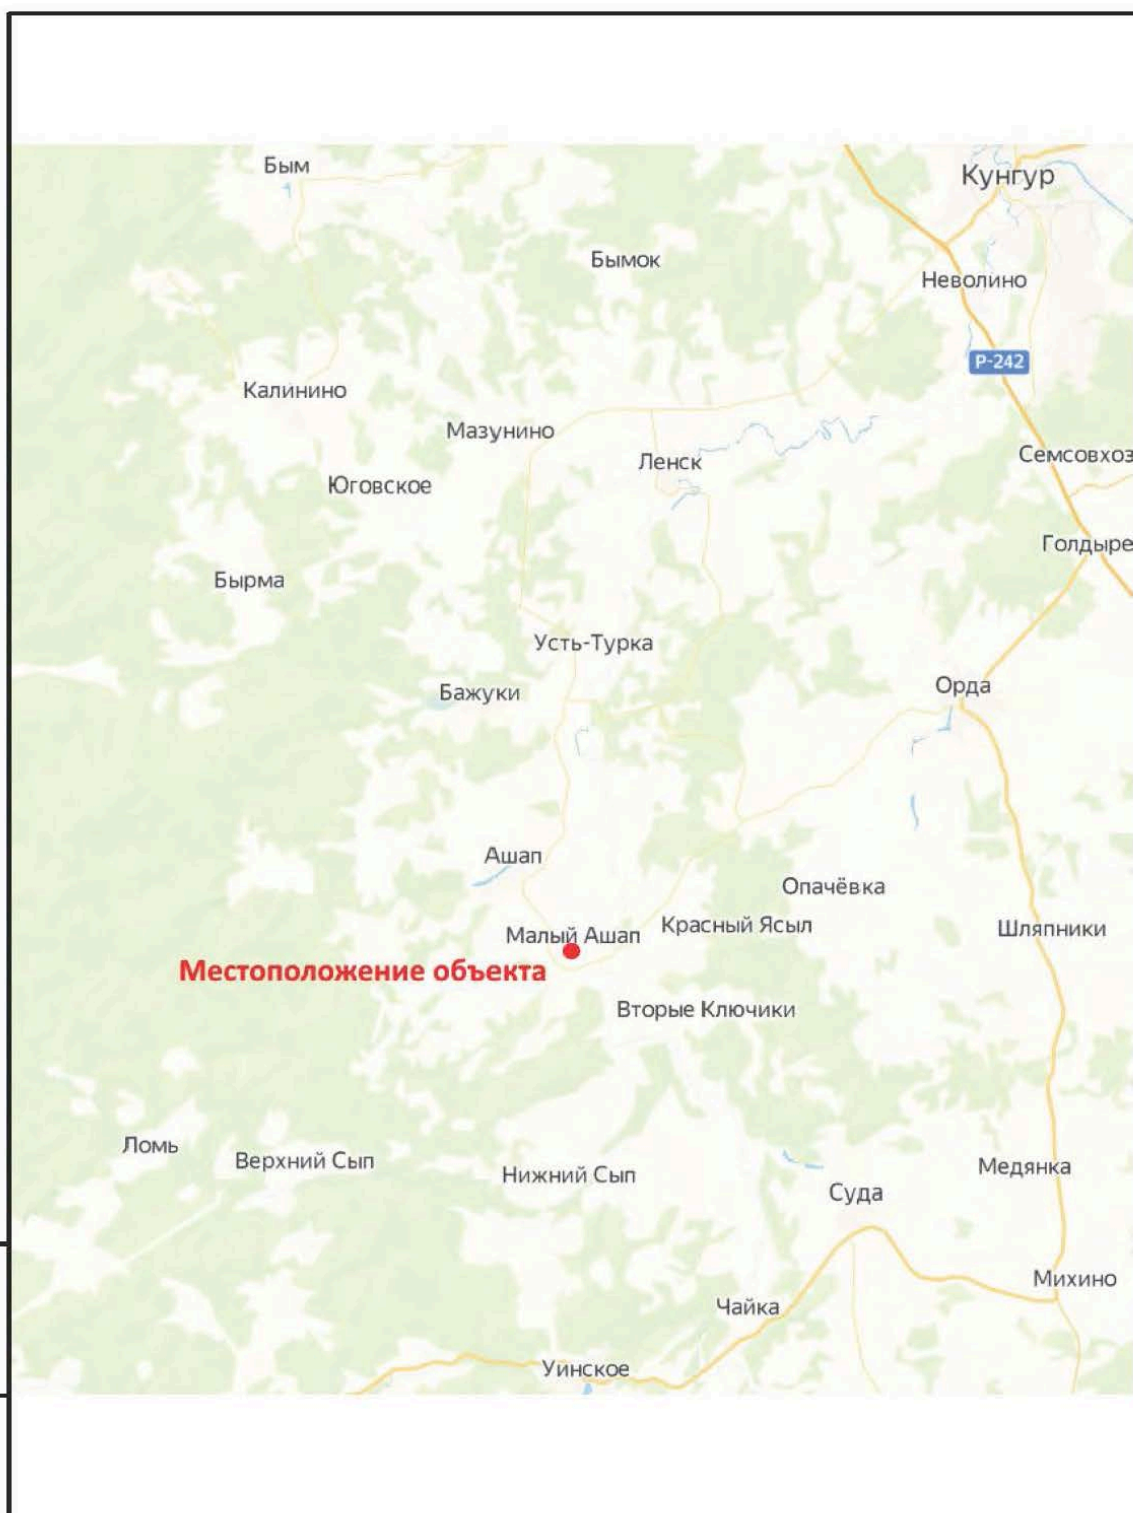 Бым
Кунгур
Бымок
Неволино
Р-242
Калинино
Мазунино
Семсовхоз
Ленск
Юговское
Голдыре
Бырма
Усть-Турка
Орда
Бажуки
Ашап
Опачёвка
Красный Ясыл
Шляпники
Малый Ашап
Местоположение объекта
Вторые Ключики
Ломь
Верхний Сып
Медянка
Нижний Сып
Суда
Михино
Чайка
Уинское